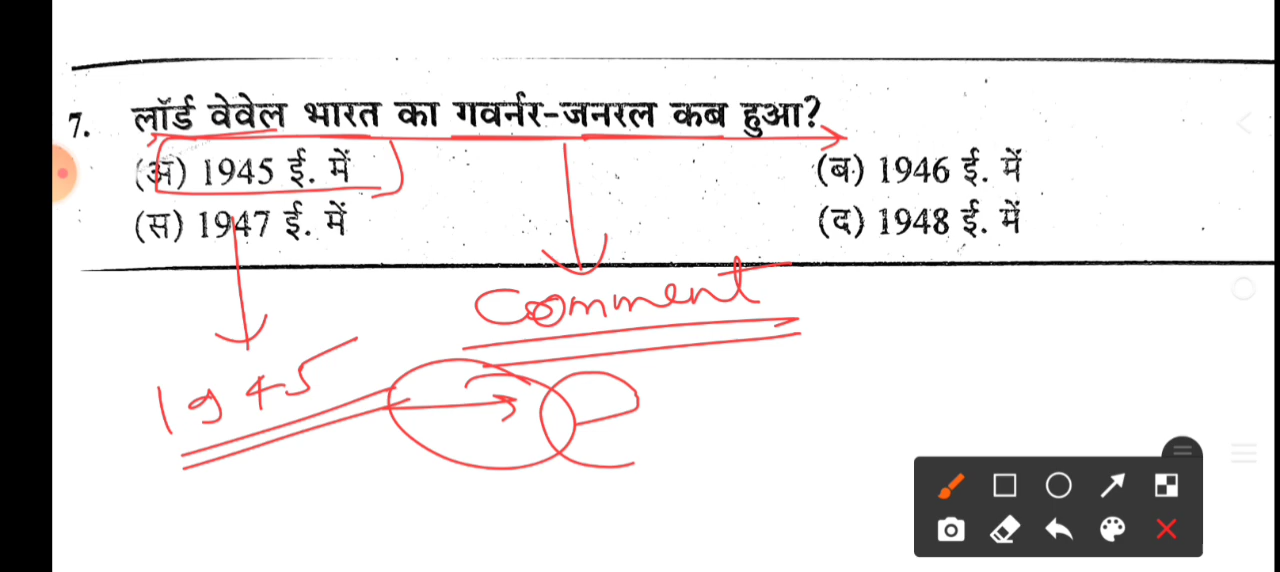 7. लॉर्ड वेवेल भारत का गवर्नर-जनरल कब हुआ?
(अ) 1945 ई. में (ब) 1946 ई. में
(स) 1947 ई. में (द) 1948 ई. में
Comment
1945